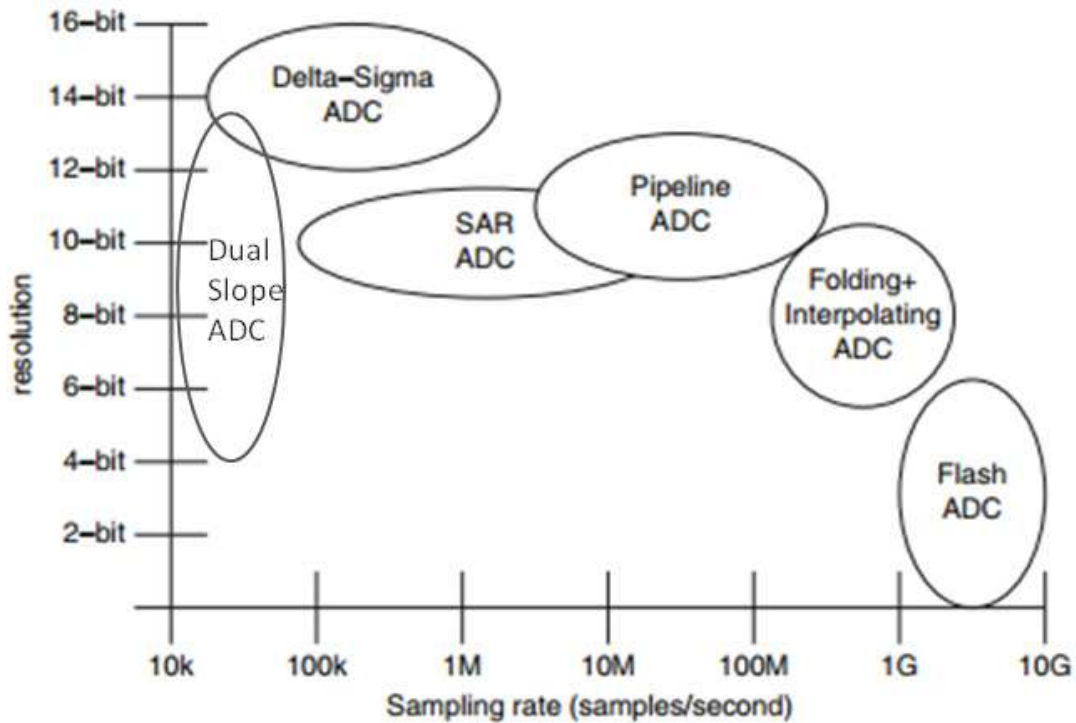 16–bit
14–bit
12–bit
10–bit
8–bit
6–bit
4–bit
2–bit
resolution
Delta–Sigma
ADC
Dual
Slope
ADC
SAR
ADC
Pipeline
ADC
Folding+
Interpolating
ADC
Flash
ADC
10k
100k
1M
10M
100M
1G
10G
Sampling rate (samples/second)